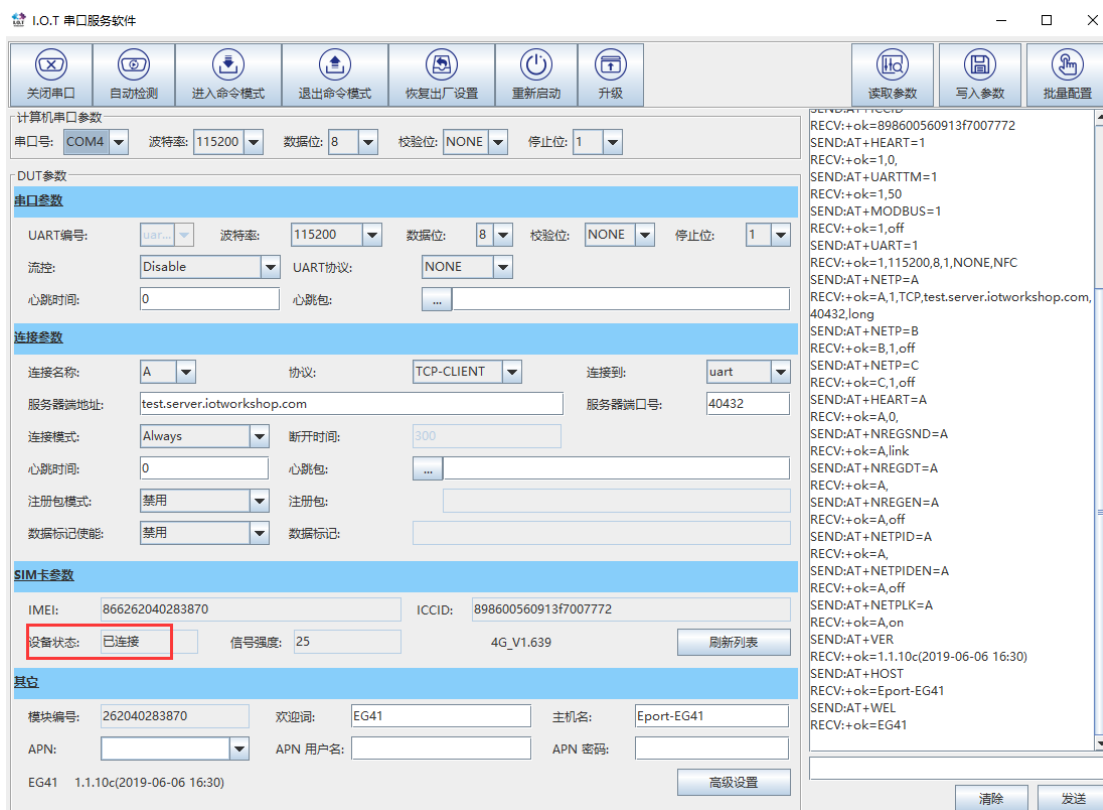 I.O.T 串口服务软件
关闭串口 自动检测 进入命令模式 退出命令模式 恢复出厂设置 重新启动 升级 读取参数 写入参数 批量配置
计算机串口参数
串口号: COM4 波特率: 115200 数据位: 8 校验位: NONE 停止位: 1
DUT参数
串口参数
UART编号: uar... 波特率: 115200 数据位: 8 校验位: NONE 停止位: 1
流控: Disable UART协议: NONE
心跳时间: 0 心跳包: ...
连接参数
连接名称: A 协议: TCP-CLIENT 连接到: uart
服务器端地址: test.server.iotworkshop.com 服务器端口号: 40432
连接模式: Always 断开时间: 300
心跳时间: 0 心跳包: ...
注册包模式: 禁用 注册包:
数据标记使能: 禁用 数据标记:
SIM卡参数
IMEI: 866262040283870 ICCID: 898600560913f7007772
设备状态: 已连接 信号强度: 25 4G_V1.639 刷新列表
其它
模块编号: 262040283870 欢迎词: EG41 主机名: Eport-EG41
APN: APN 用户名: APN 密码:
EG41 1.1.10c(2019-06-06 16:30) 高级设置
SEND:AT+ICCID
RECV:+ok=898600560913f7007772
SEND:AT+HEART=1
RECV:+ok=1,0,
SEND:AT+UARTTM=1
RECV:+ok=1,50
SEND:AT+MODBUS=1
RECV:+ok=1,off
SEND:AT+UART=1
RECV:+ok=1,115200,8,1,NONE,NFC
SEND:AT+NETP=A
RECV:+ok=A,1,TCP,test.server.iotworkshop.com,
40432,long
SEND:AT+NETP=B
RECV:+ok=B,1,off
SEND:AT+NETP=C
RECV:+ok=C,1,off
SEND:AT+HEART=A
RECV:+ok=A,0,
SEND:AT+NREGSND=A
RECV:+ok=A,link
SEND:AT+NREGDT=A
RECV:+ok=A,
SEND:AT+NREGEN=A
RECV:+ok=A,off
SEND:AT+NETPID=A
RECV:+ok=A,
SEND:AT+NETPIDEN=A
RECV:+ok=A,off
SEND:AT+NETPLK=A
RECV:+ok=A,on
SEND:AT+VER
RECV:+ok=1.1.10c(2019-06-06 16:30)
SEND:AT+HOST
RECV:+ok=Eport-EG41
SEND:AT+WEL
RECV:+ok=EG41
清除 发送